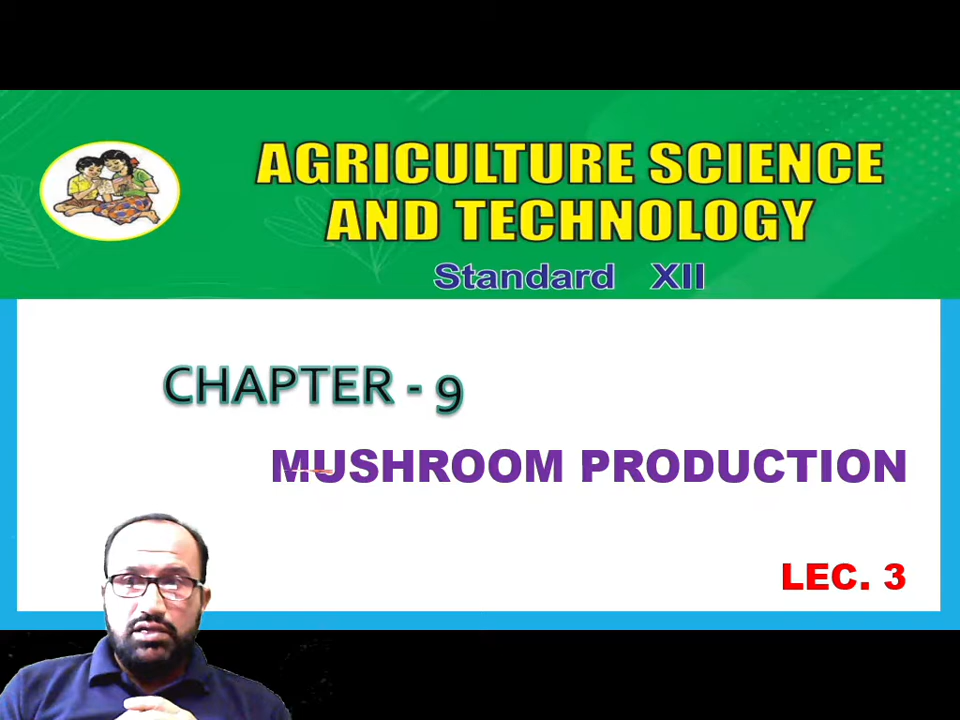 AGRICULTURE SCIENCE
AND TECHNOLOGY
Standard XII
CHAPTER - 9
MUSHROOM PRODUCTION
LEC. 3